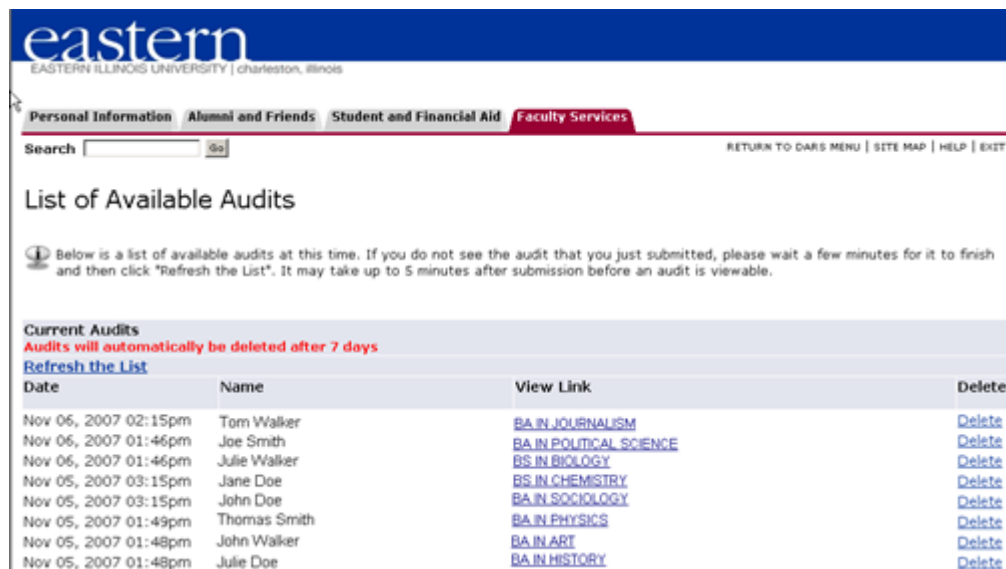 eastern
EASTERN ILLINOIS UNIVERSITY | charleston, illinois
Personal Information Alumni and Friends Student and Financial Aid Faculty Services
Search Go RETURN TO DARS MENU | SITE MAP | HELP | EXIT
List of Available Audits
Below is a list of available audits at this time. If you do not see the audit that you just submitted, please wait a few minutes for it to finish
and then click "Refresh the List". It may take up to 5 minutes after submission before an audit is viewable.
Current Audits
Audits will automatically be deleted after 7 days
Refresh the List
Date Name View Link Delete
Nov 06, 2007 02:15pm Tom Walker BA IN JOURNALISM Delete
Nov 06, 2007 01:46pm Joe Smith BA IN POLITICAL SCIENCE Delete
Nov 06, 2007 01:46pm Julie Walker BS IN BIOLOGY Delete
Nov 05, 2007 03:15pm Jane Doe BS IN CHEMISTRY Delete
Nov 05, 2007 03:15pm John Doe BA IN SOCIOLOGY Delete
Nov 05, 2007 01:49pm Thomas Smith BA IN PHYSICS Delete
Nov 05, 2007 01:48pm John Walker BA IN ART Delete
Nov 05, 2007 01:48pm Julie Doe BA IN HISTORY Delete